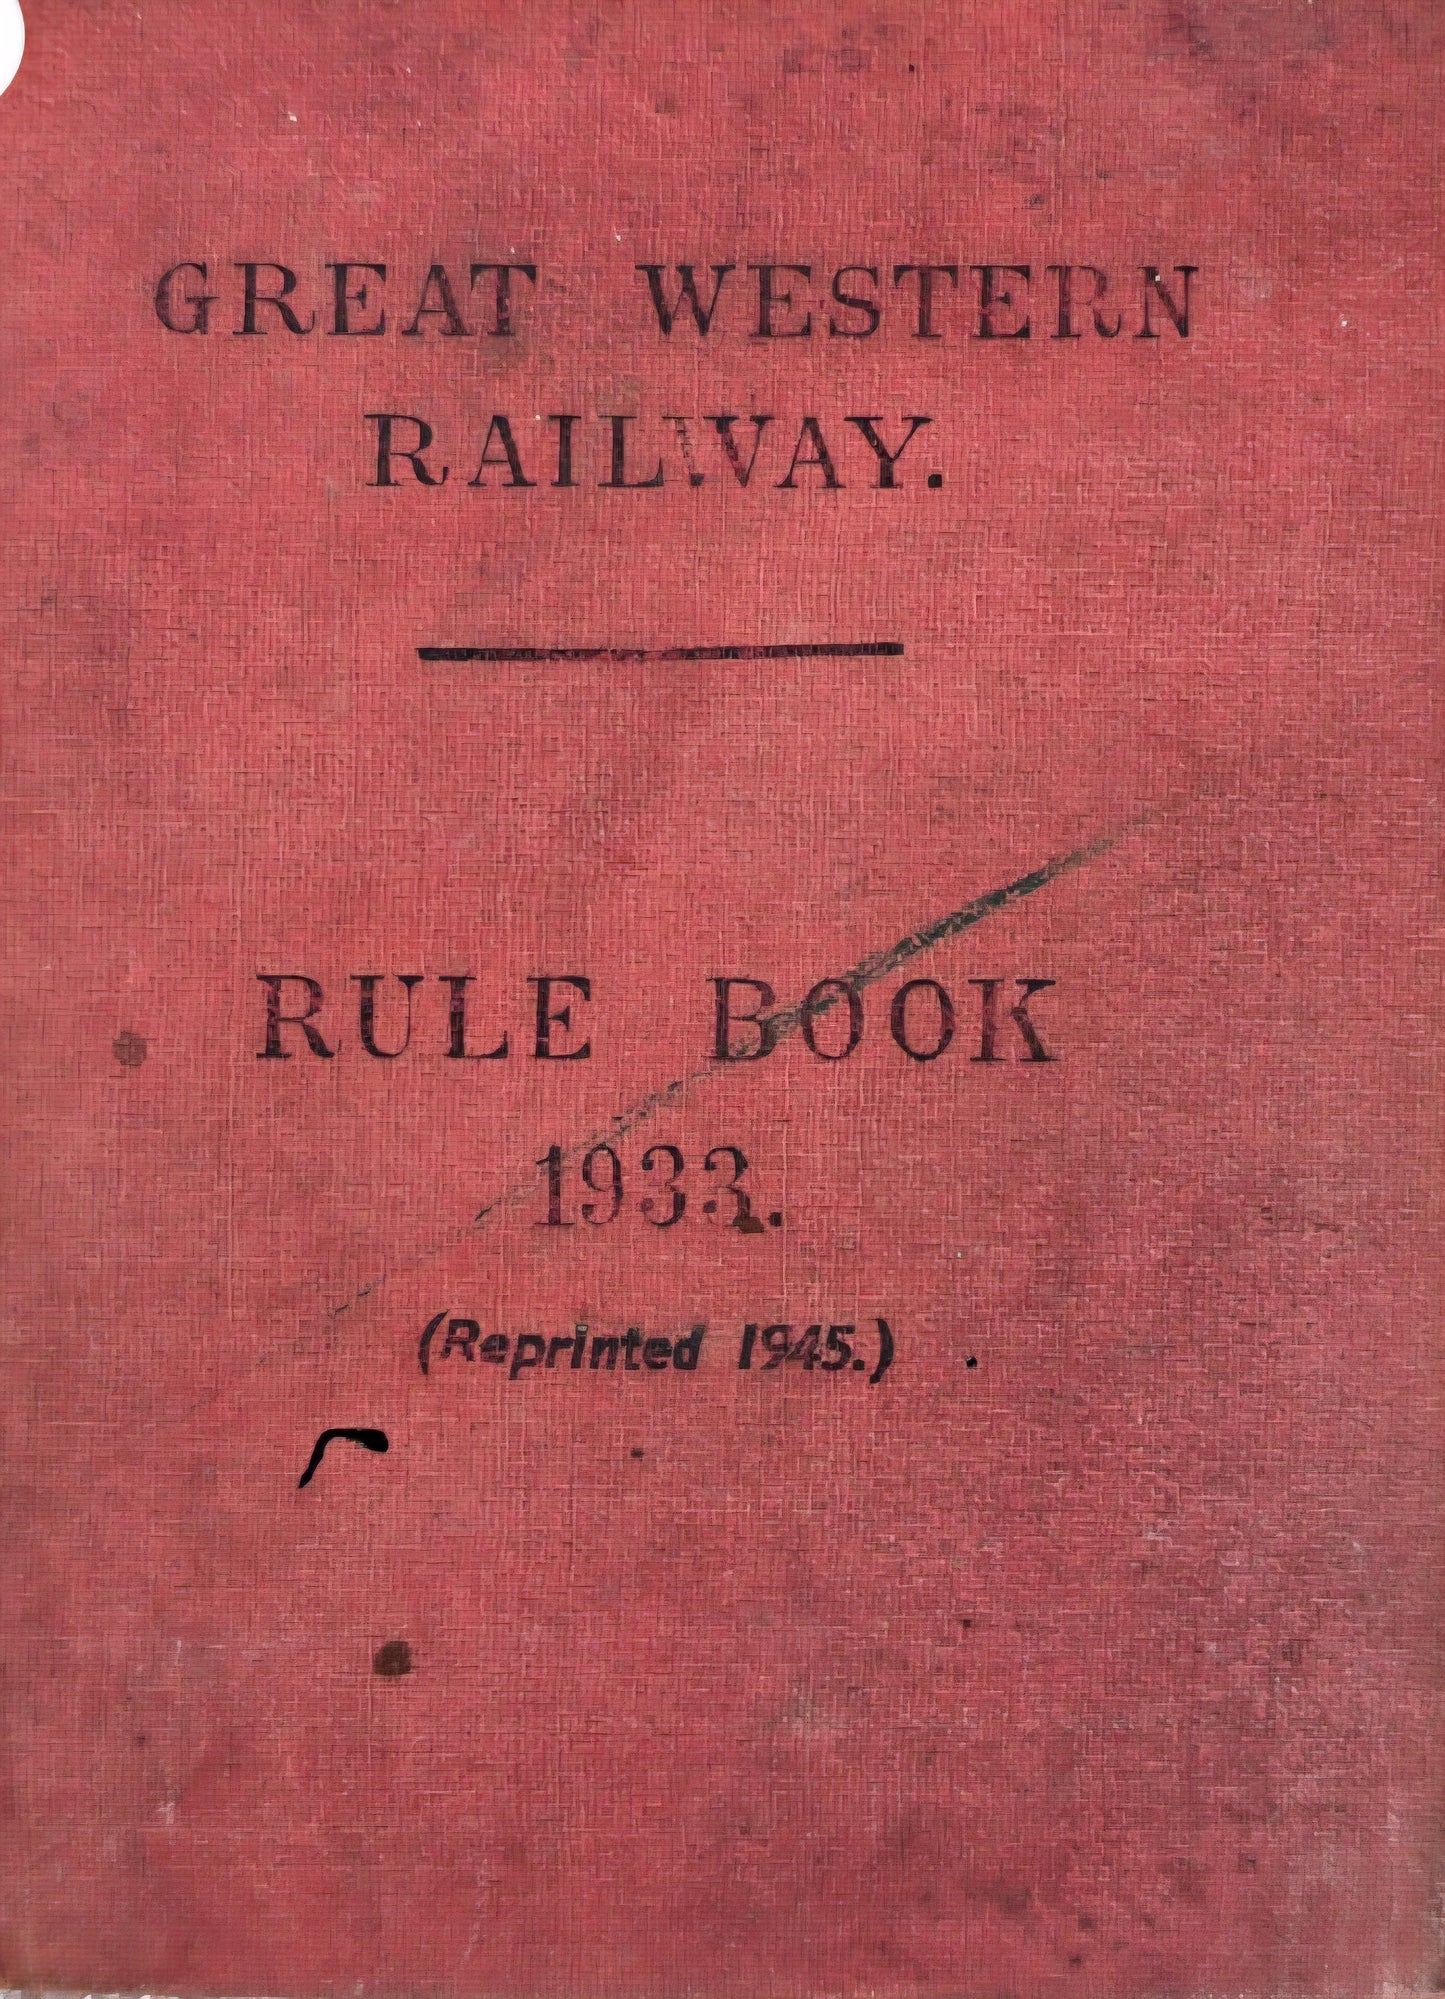 GREAT WESTERN
RAILWAY.
RULE BOOK
1933.
(Reprinted 1945.)